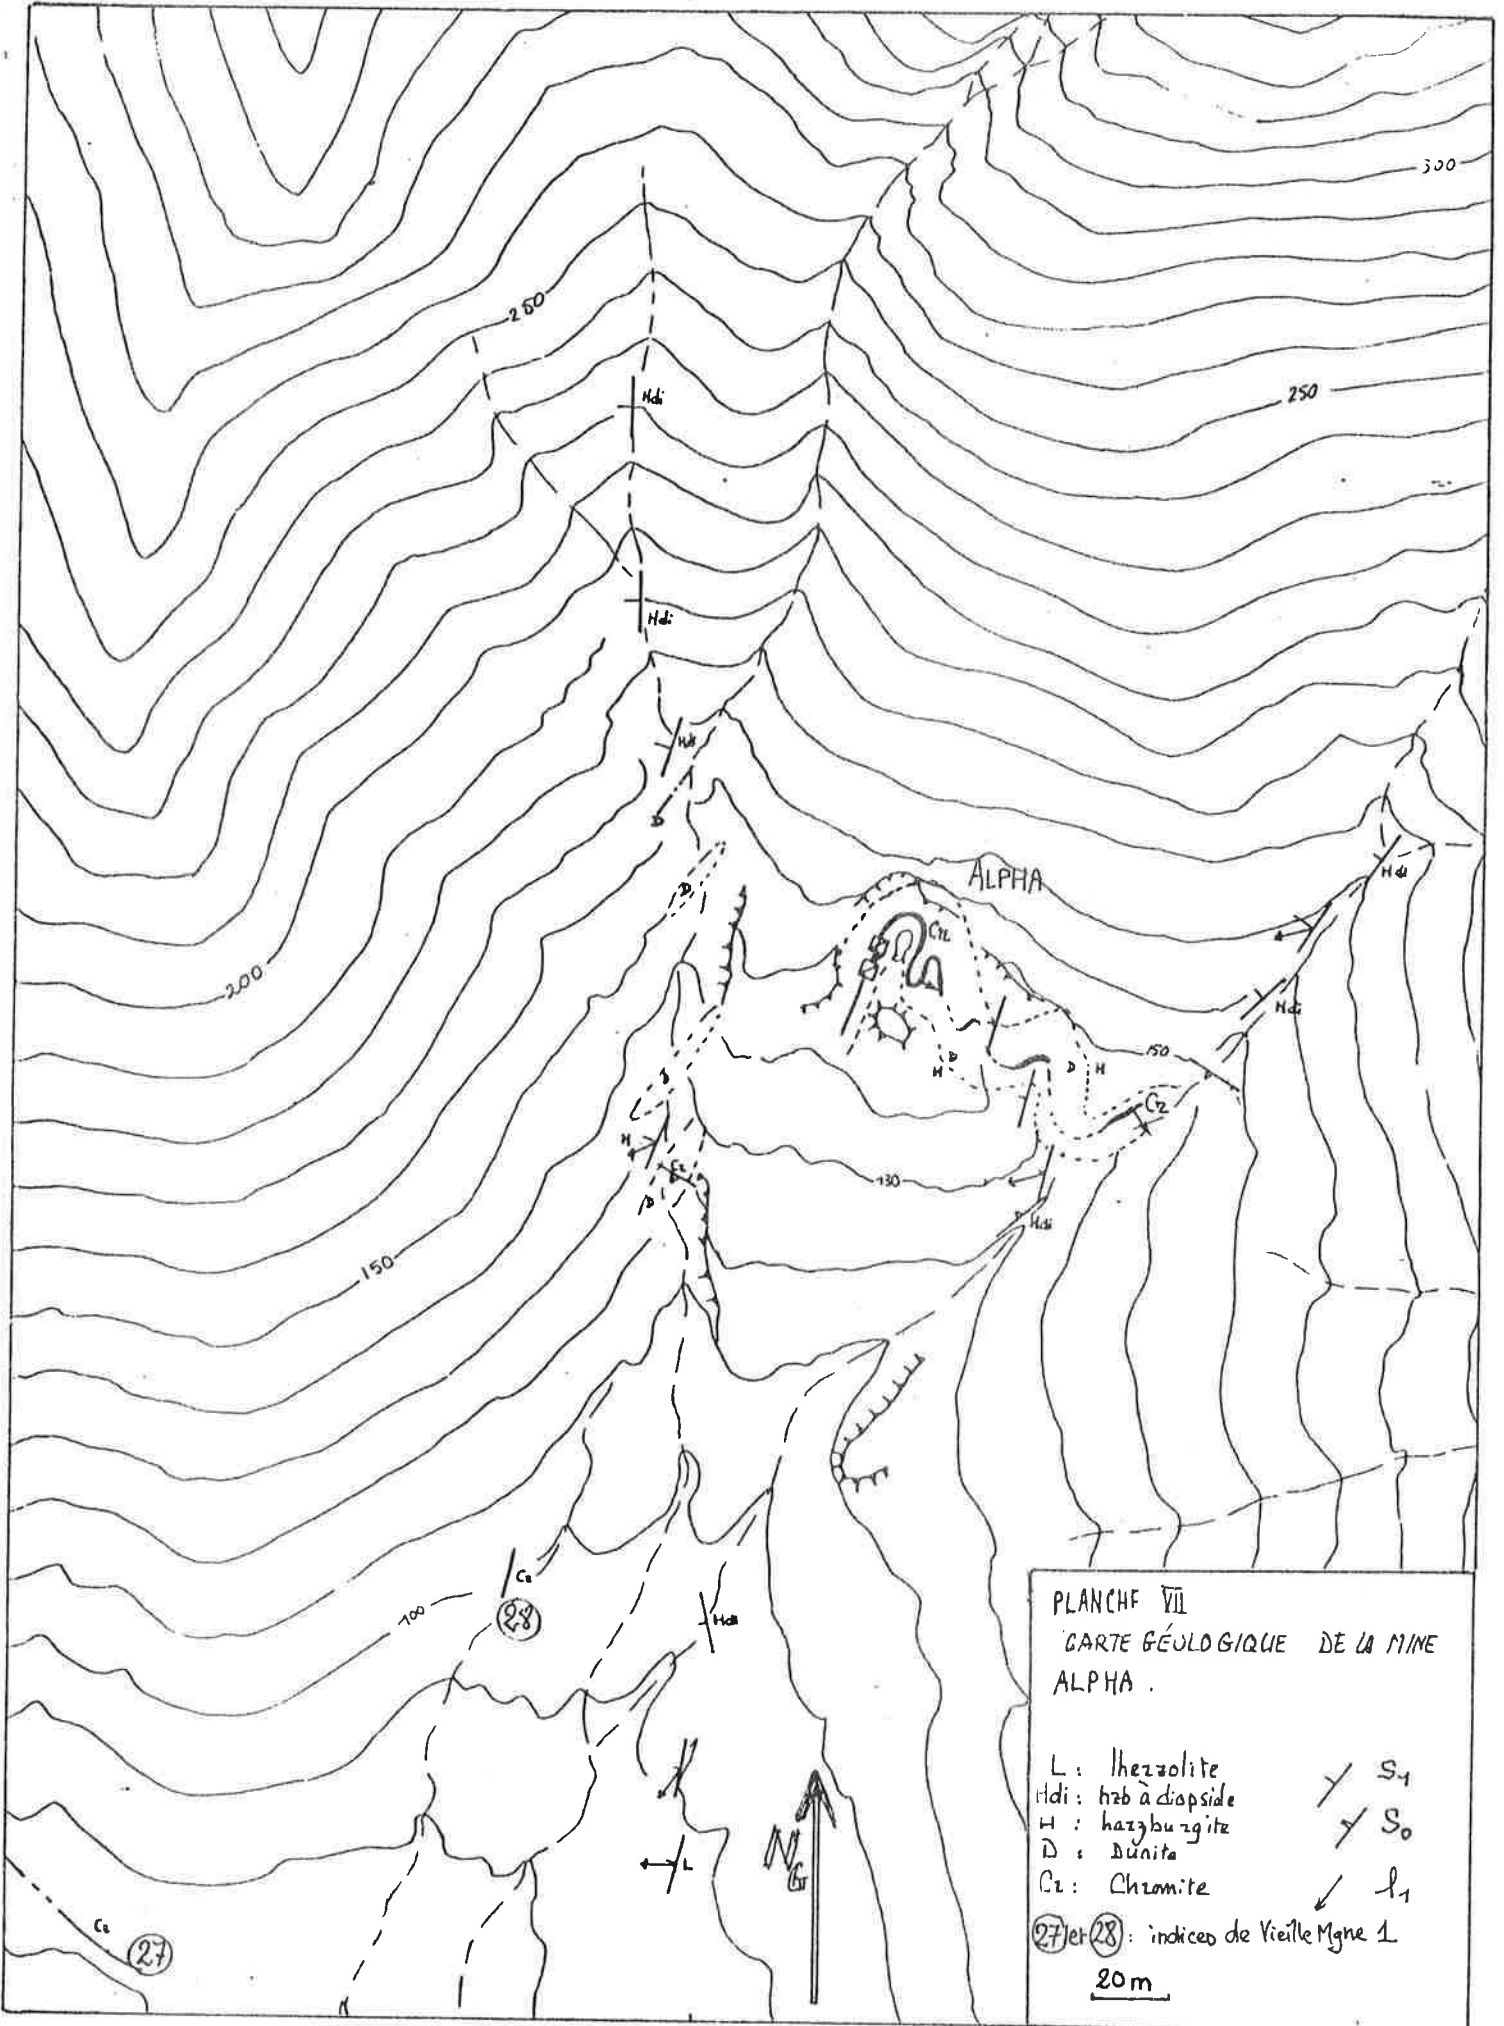 300
250
250
Hdi
Hdi
Hdi
D
ALPHA
Hdi
D
Cr
200
Hdi
D
H
D
H
150
D
Cr
H
Cr
130
D
Hdi
150
Cr
28
100
Hdi
L
NG
Cr
27
PLANCHE VII
CARTE GÉOLOGIQUE DE LA MINE
ALPHA .
L : lherzolite
S1
Hdi : hzb à diopside
H : harzburgite
S0
D : Dunite
Cr : Chromite
l1
27 et 28 : indices de Vieille Mgne 1
20 m